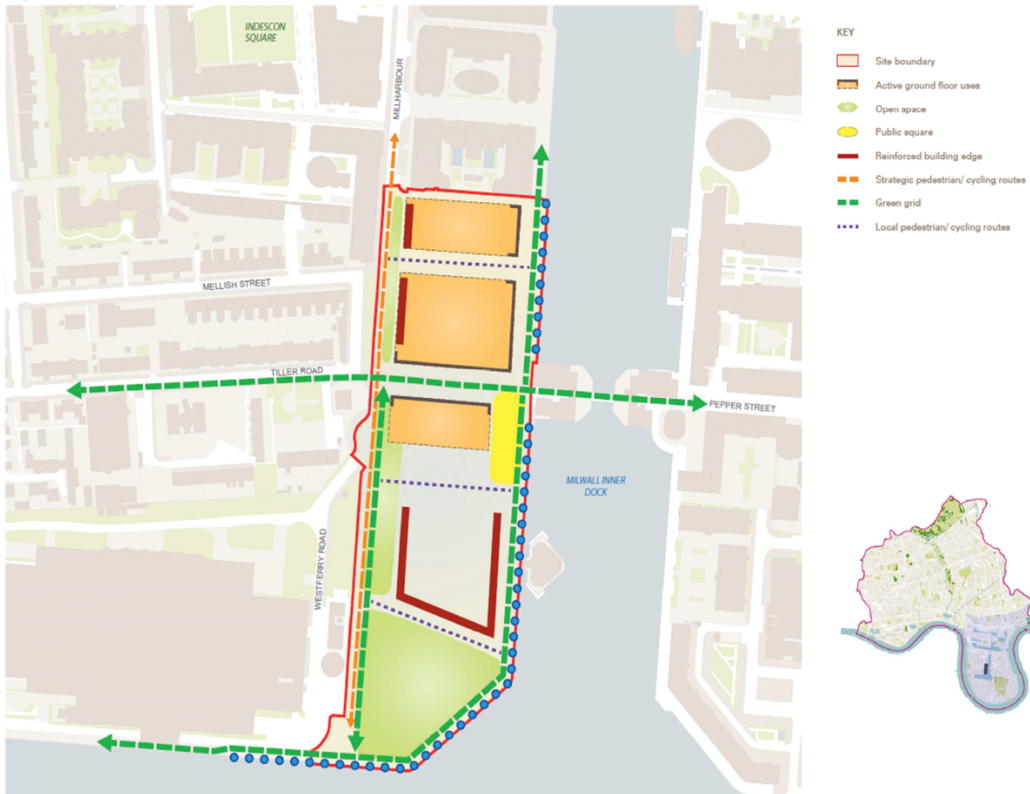 INDESCON
SQUARE
MILLHARBOUR
MELLISH STREET
TILLER ROAD
PEPPER STREET
MILWALL INNER
DOCK
WESTFERRY ROAD
KEY
Site boundary
Active ground floor uses
Open space
Public square
Reinforced building edge
Strategic pedestrian/ cycling routes
Green grid
Local pedestrian/ cycling routes